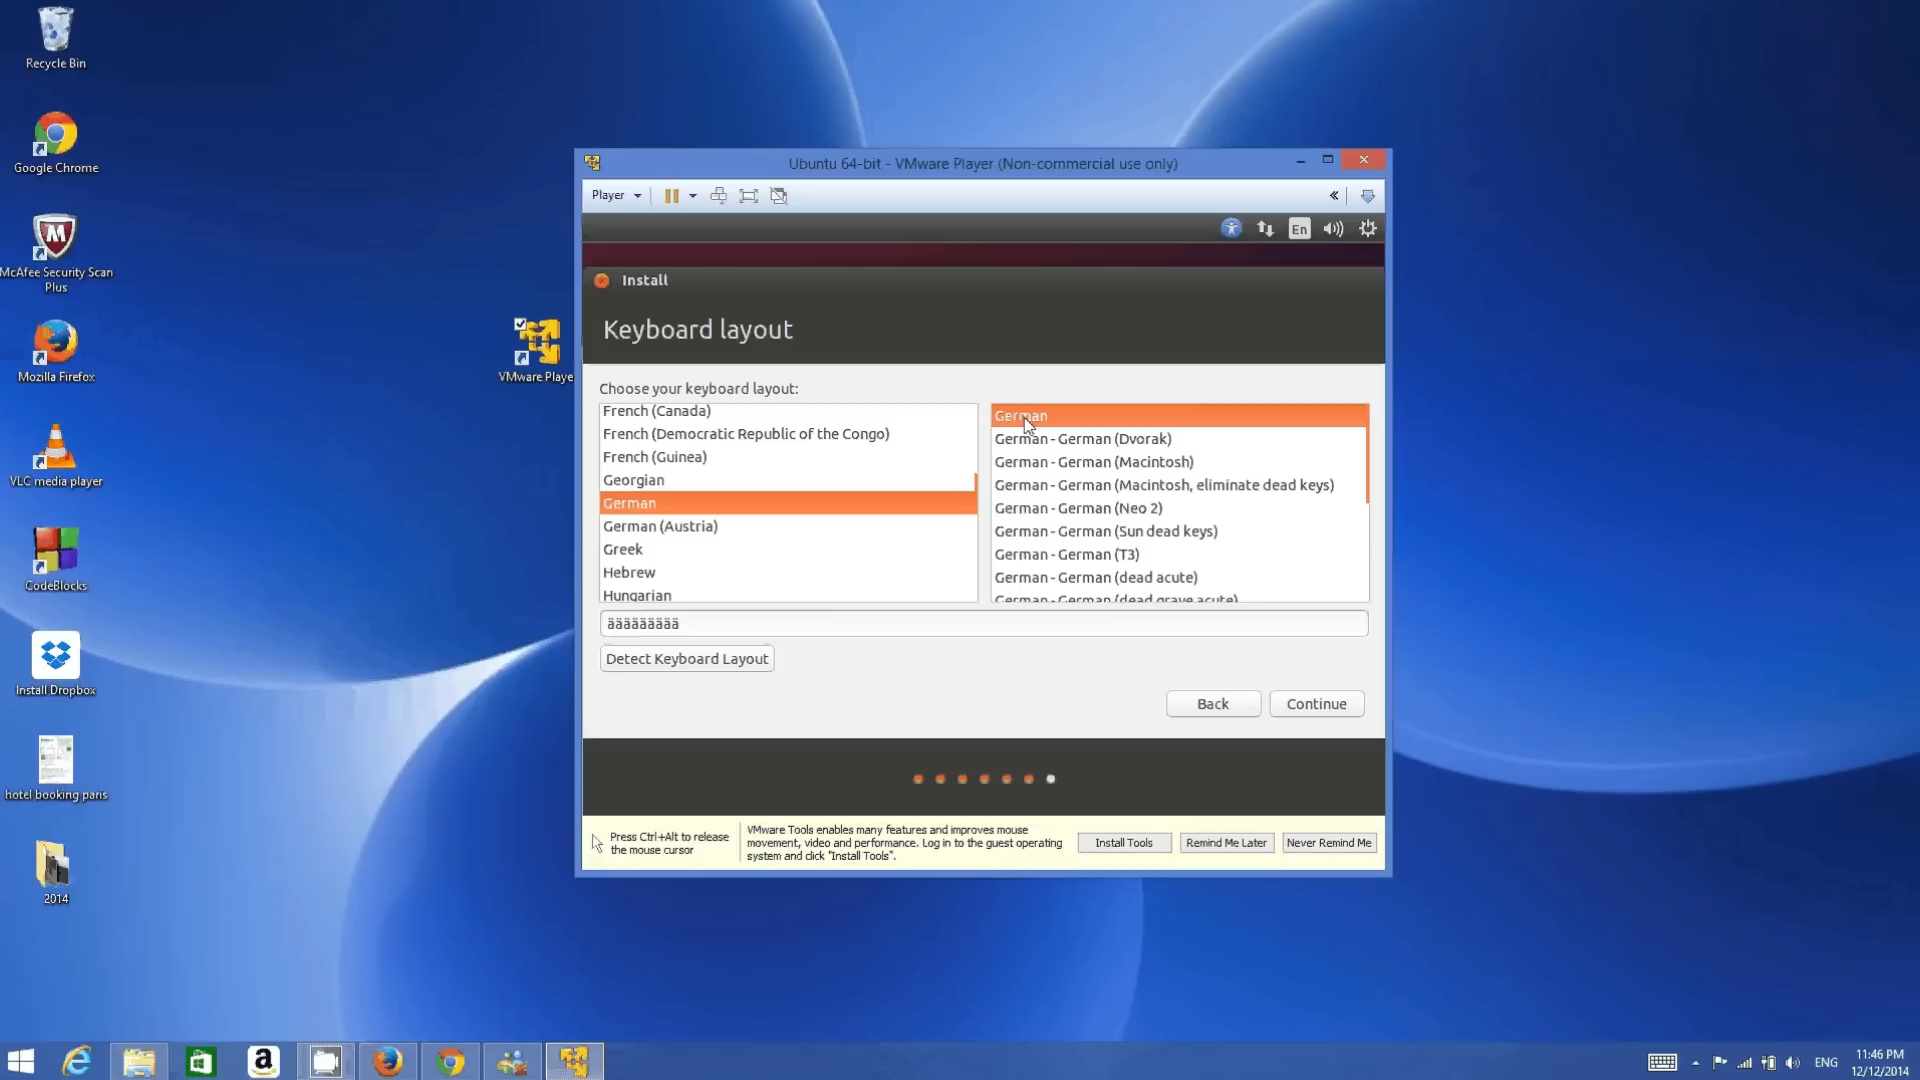 Recycle Bin
Google Chrome
McAfee Security Scan
Plus
Mozilla Firefox
VLC media player
CodeBlocks
Install Dropbox
hotel booking paris
2014
VMware Playe
Ubuntu 64-bit - VMware Player (Non-commercial use only)
Player
En
Install
Keyboard layout
Choose your keyboard layout:
French (Canada)
French (Democratic Republic of the Congo)
French (Guinea)
Georgian
German
German (Austria)
Greek
Hebrew
Hungarian
German
German - German (Dvorak)
German - German (Macintosh)
German - German (Macintosh, eliminate dead keys)
German - German (Neo 2)
German - German (Sun dead keys)
German - German (T3)
German - German (dead acute)
German - German (dead grave acute)
äääääääää
Detect Keyboard Layout
Back
Continue
Press Ctrl+Alt to release
the mouse cursor
VMware Tools enables many features and improves mouse
movement, video and performance. Log in to the guest operating
system and click "Install Tools".
Install Tools
Remind Me Later
Never Remind Me
ENG
11:46 PM
12/12/2014